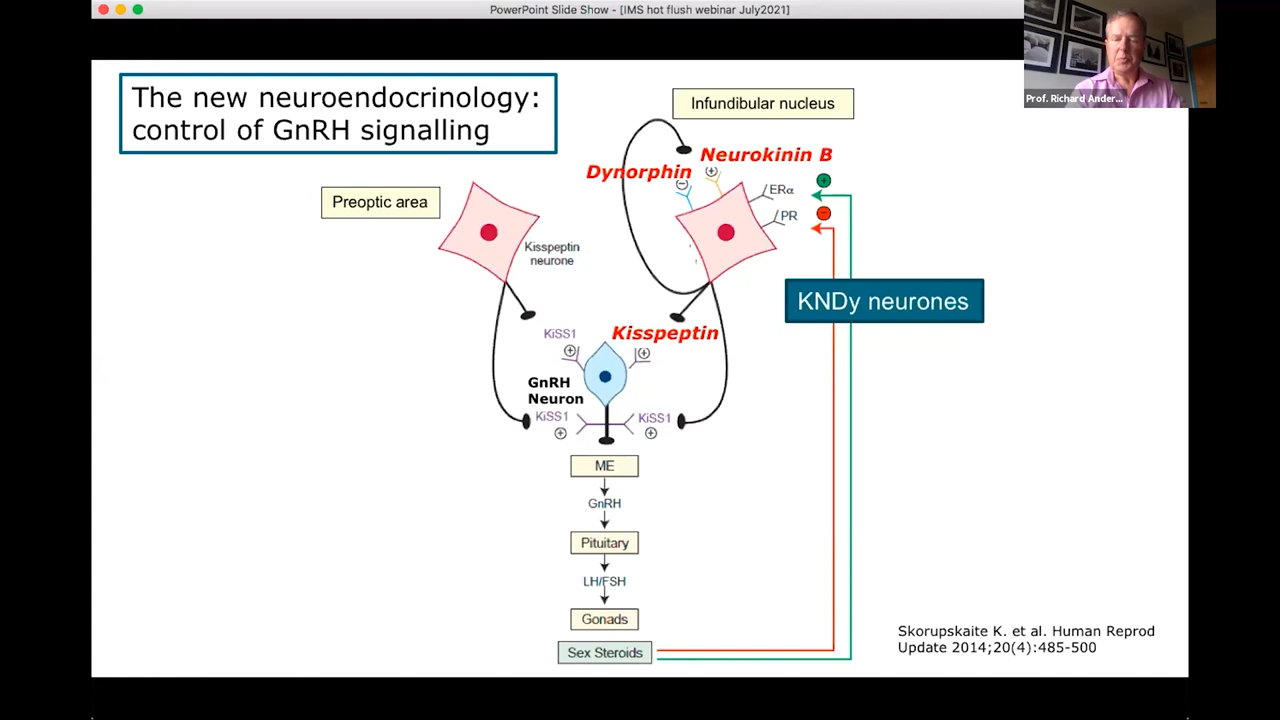 PowerPoint Slide Show - [IMS hot flush webinar July2021]
Prof. Richard Ander...
The new neuroendocrinology:
control of GnRH signalling
Infundibular nucleus
Neurokinin B
Dynorphin
+
−
ERα
+
PR
−
Preoptic area
Kisspeptin
neurone
KNDy neurones
KiSS1
Kisspeptin
+
+
GnRH
Neuron
KiSS1
KiSS1
+
+
ME
GnRH
Pituitary
LH/FSH
Gonads
Sex Steroids
Skorupskaite K. et al. Human Reprod
Update 2014;20(4):485-500